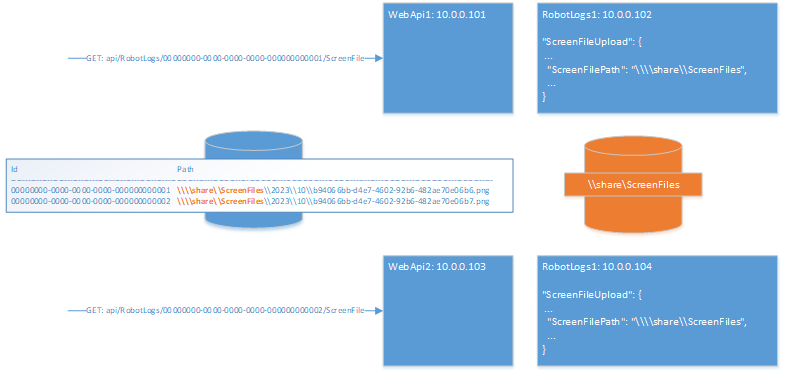 WebApi1: 10.0.0.101
RobotLogs1: 10.0.0.102
"ScreenFileUpload": {
...
"ScreenFilePath": "\\\\share\\ScreenFiles",
...
}
GET: api/RobotLogs/00000000-0000-0000-0000-000000000001/ScreenFile
Id Path
00000000-0000-0000-0000-000000000001 \\\\share\\ScreenFiles\\2023\\10\\b94066bb-d4e7-4602-92b6-482ae70e06b6.png
00000000-0000-0000-0000-000000000002 \\\\share\\ScreenFiles\\2023\\10\\b94066bb-d4e7-4602-92b6-482ae70e06b7.png
\\share\ScreenFiles
WebApi2: 10.0.0.103
RobotLogs1: 10.0.0.104
"ScreenFileUpload": {
...
"ScreenFilePath": "\\\\share\\ScreenFiles",
...
}
GET: api/RobotLogs/00000000-0000-0000-0000-000000000002/ScreenFile